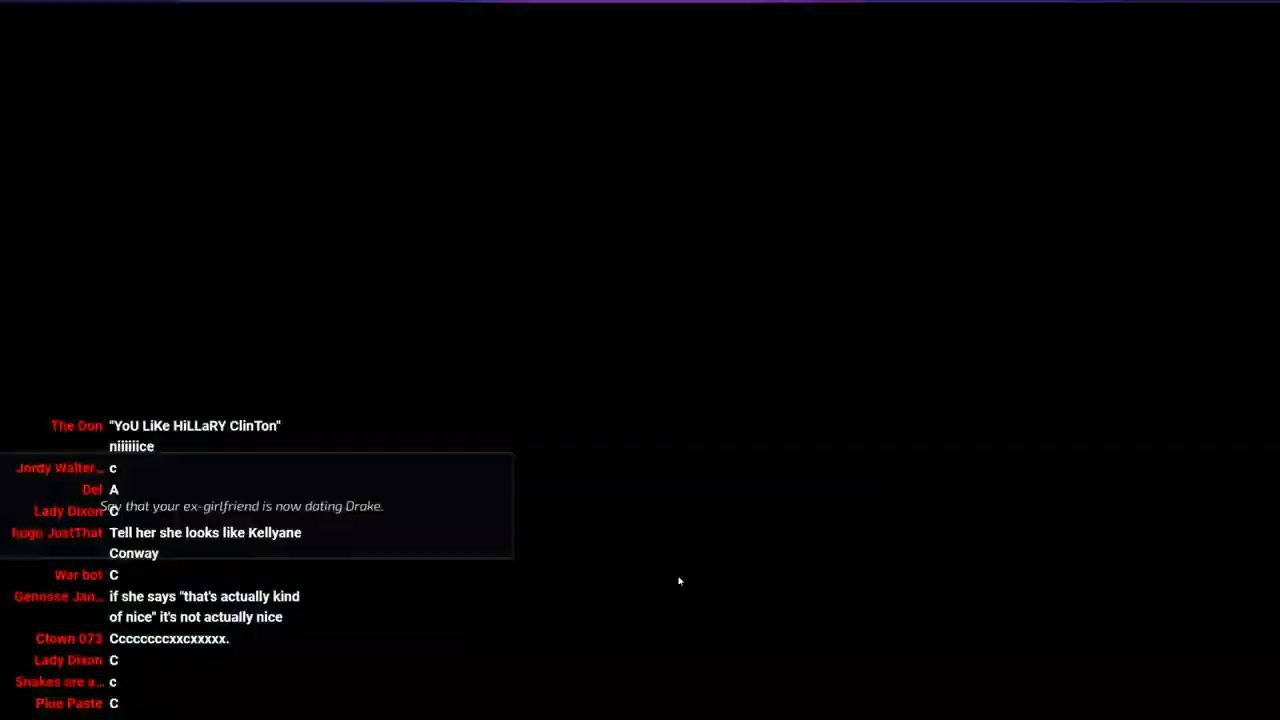 The Don "YoU LiKe HiLLaRY ClinTon"
niiiiiice
Jordy Walter... c
Del A
Say that your ex-girlfriend is now dating Drake.
Lady Dixon C
hugo JustThat Tell her she looks like Kellyane
Conway
War bot C
Genosse Jan... if she says "that's actually kind
of nice" it's not actually nice
Clown 073 Ccccccccxxcxxxxx.
Lady Dixon C
Snakes are a... c
Plue Paste C